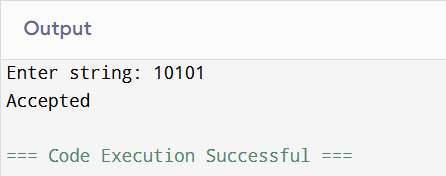 Output
Enter string: 10101
Accepted
=== Code Execution Successful ===